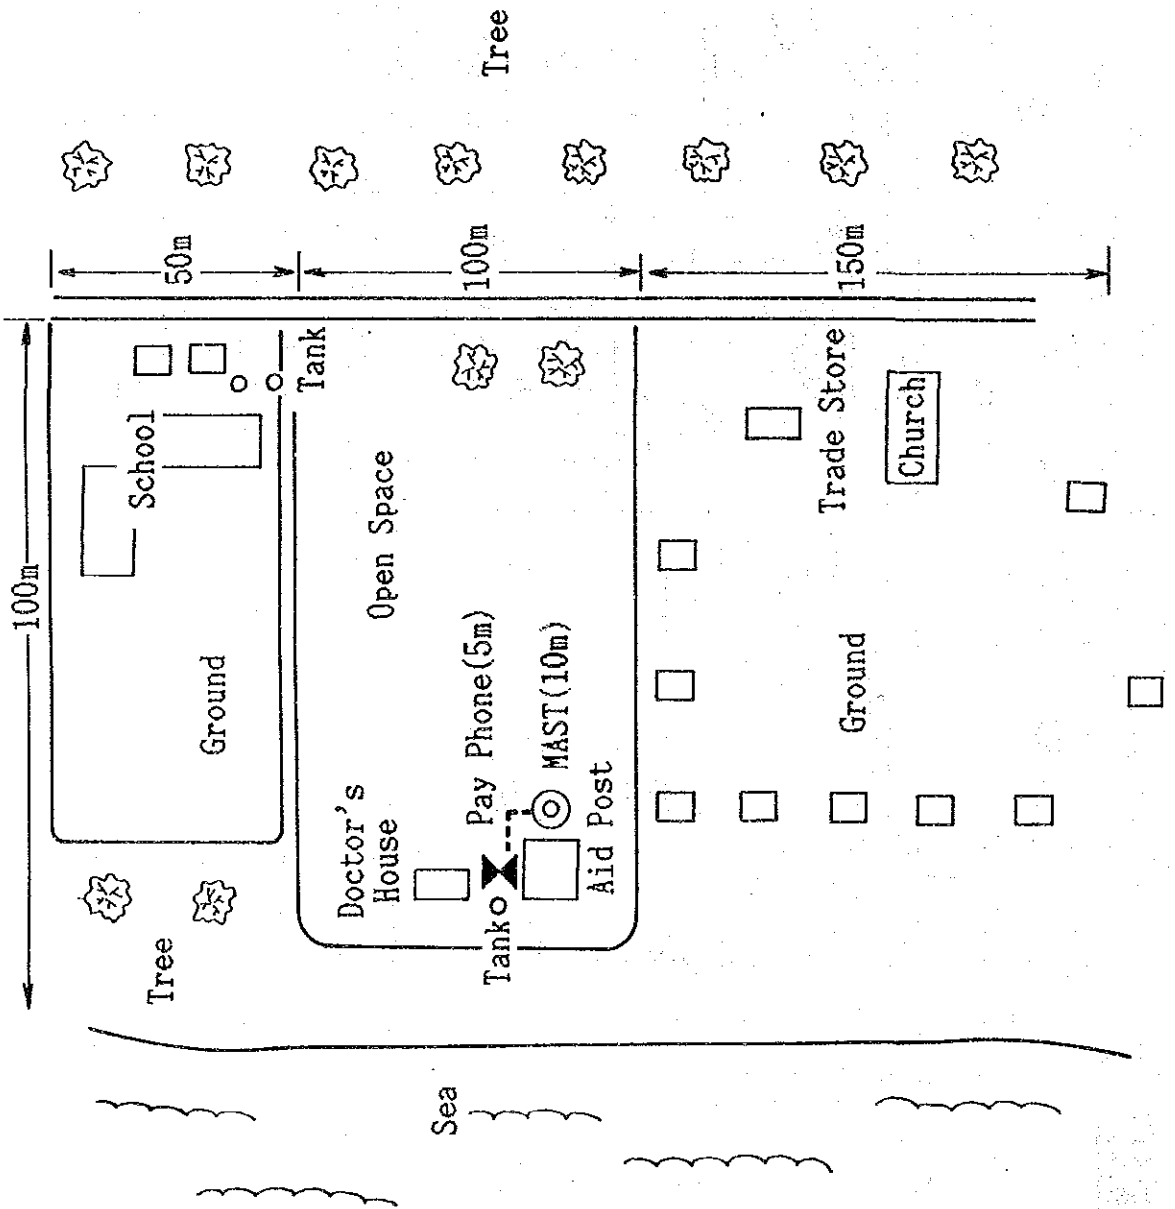 Tree
50m
100m
150m
100m
School
Tank
Ground
Tree
Open Space
Trade Store
Church
Ground
Pay Phone(5m)
MAST(10m)
Doctor's
House
Aid Post
Tank
Sea